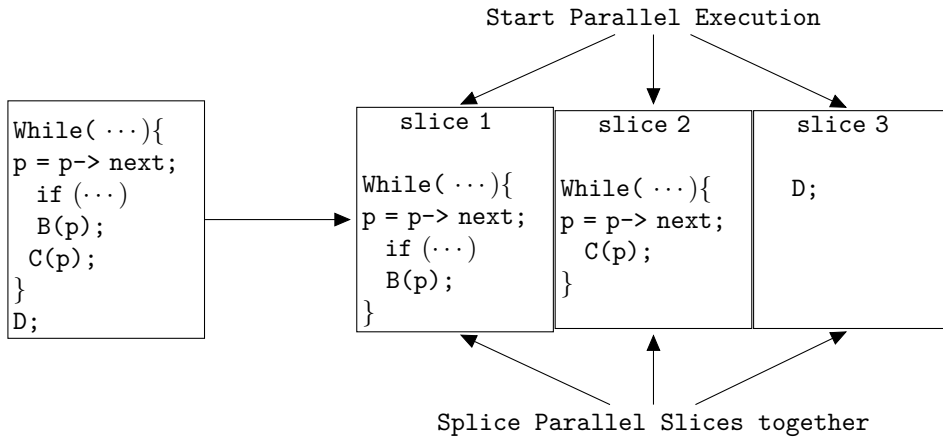 Start Parallel Execution
While( ⋯){
p = p-> next;
if (⋯)
B(p);
C(p);
}
D;
slice 1
While( ⋯){
p = p-> next;
if (⋯)
B(p);
}
slice 2
While( ⋯){
p = p-> next;
C(p);
}
slice 3
D;
Splice Parallel Slices together